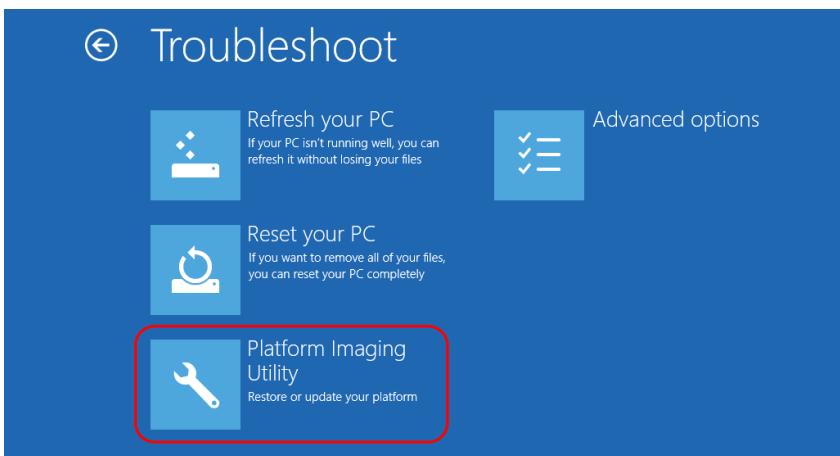 Troubleshoot
Refresh your PC
If your PC isn't running well, you can
refresh it without losing your files
Advanced options
Reset your PC
If you want to remove all of your files,
you can reset your PC completely
Platform Imaging
Utility
Restore or update your platform